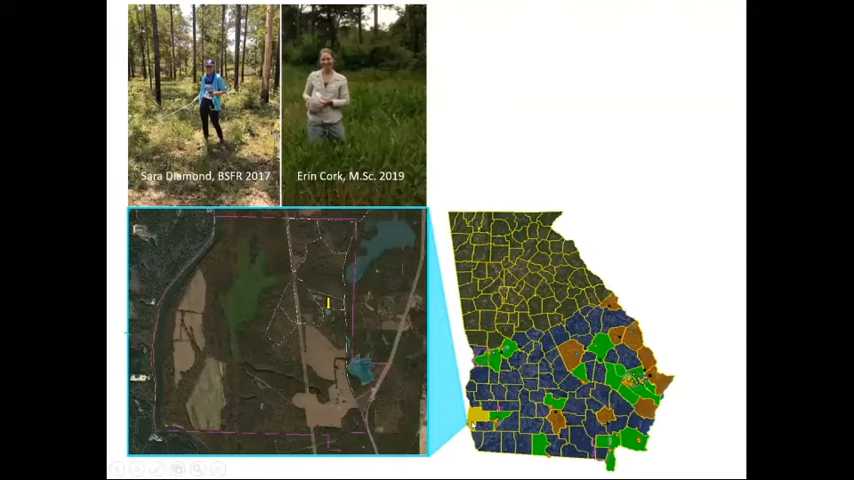 Sara Diamond, BSFR 2017
Erin Cork, M.Sc. 2019